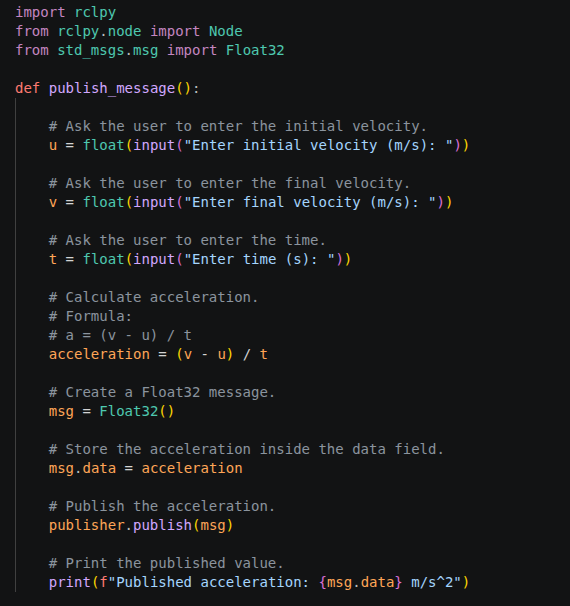 import rclpy
from rclpy.node import Node
from std_msgs.msg import Float32

def publish_message():

    # Ask the user to enter the initial velocity.
    u = float(input("Enter initial velocity (m/s): "))

    # Ask the user to enter the final velocity.
    v = float(input("Enter final velocity (m/s): "))

    # Ask the user to enter the time.
    t = float(input("Enter time (s): "))

    # Calculate acceleration.
    # Formula:
    # a = (v - u) / t
    acceleration = (v - u) / t

    # Create a Float32 message.
    msg = Float32()

    # Store the acceleration inside the data field.
    msg.data = acceleration

    # Publish the acceleration.
    publisher.publish(msg)

    # Print the published value.
    print(f"Published acceleration: {msg.data} m/s^2")